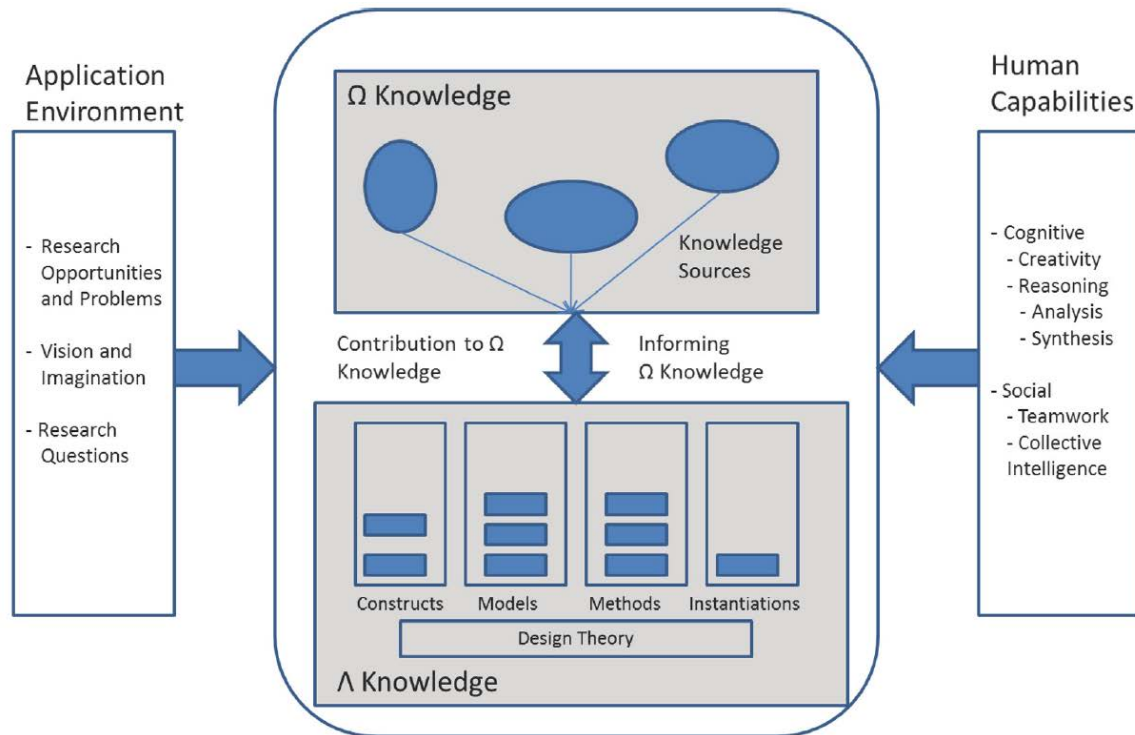 Application
Environment
- Research
Opportunities
and Problems
- Vision and
Imagination
- Research
Questions
Ω Knowledge
Knowledge
Sources
Contribution to Ω
Knowledge
Informing
Ω Knowledge
Constructs
Models
Methods
Instantiations
Design Theory
Λ Knowledge
Human
Capabilities
- Cognitive
- Creativity
- Reasoning
- Analysis
- Synthesis
- Social
- Teamwork
- Collective
Intelligence